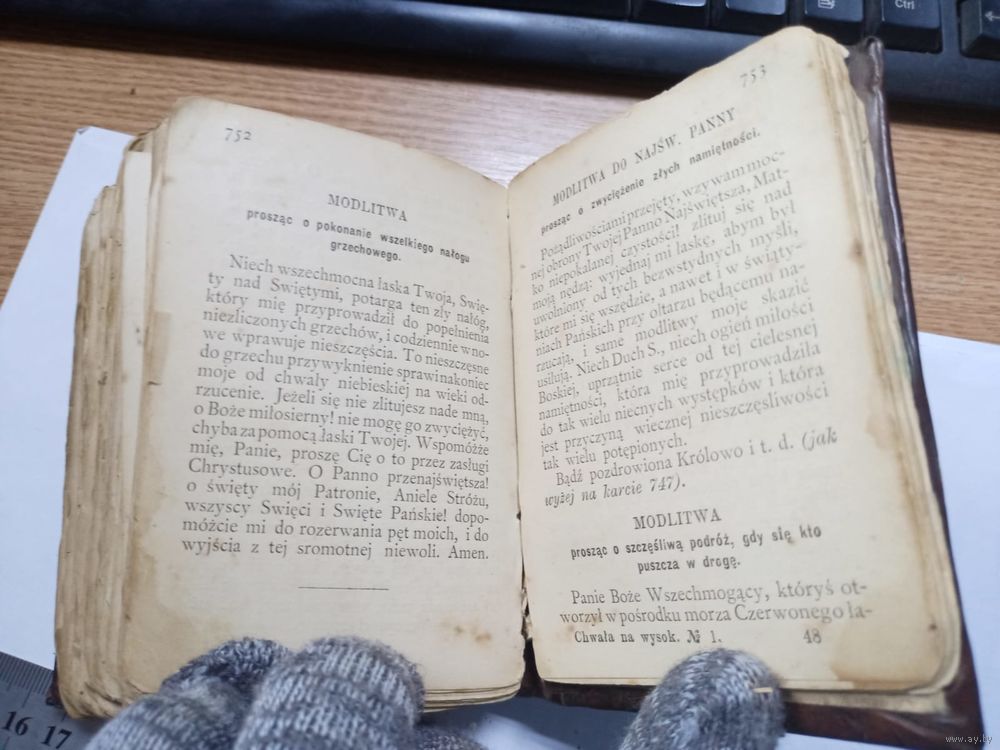 752
MODLITWA
prosząc o pokonanie wszelkiego nałogu
grzechowego.
Niech wszechmocna łaska Twoja, Świę-
ty nad Świętymi, potarga ten zły nałóg,
który mię przyprowadził do popełnienia
niezliczonych grzechów, i codziennie wno-
we wprawuje nieszczęścia. To nieszczęsne
do grzechu przywyknienie sprawi nakoniec
moje od chwały niebieskiej na wieki od-
rzucenie. Jeżeli się nie zlitujesz nade mną,
o Boże miłosierny! nie mogę go zwyciężyć,
chyba za pomocą łaski Twojej. Wspomóżże
mię, Panie, proszę Cię o to przez zasługi
Chrystusowe. O Panno przenajświętsza!
o święty mój Patronie, Aniele Stróżu,
wszyscy Święci i Święte Pańskie! dopo-
móżcie mi do rozerwania pęt moich, i do
wyjścia z tej sromotnej niewoli. Amen.
753
MODLITWA DO NAJŚW. PANNY
prosząc o zwyciężenie złych namiętności.
Pożądliwościami przejęty, wzywam moc-
nej obrony Twojej Panno Najświętsza, Mat-
ko niepokalanej czystości! zlituj się nad
moją nędzą: wyjednaj mi łaskę, abym był
uwolniony od tych bezwstydnych myśli,
które mi się wszędzie, a nawet i w świąty-
niach Pańskich przy ołtarzu będącemu na-
rzucają, i same modlitwy moje skazić
usiłują. Niech Duch S., niech ogień miłości
Boskiej, uprzątnie serce od tej cielesnej
namiętności, która mię przyprowadziła
do tak wielu niecnych występków i która
jest przyczyną wiecznej nieszczęśliwości
tak wielu potępionych.
Bądź pozdrowiona Królowo i t. d. (jak
wyżej na karcie 747).
MODLITWA
prosząc o szczęśliwą podróż, gdy się kto
puszcza w drogę.
Panie Boże Wszechmogący, któryś ot-
worzył w pośrodku morza Czerwonego ła-
Chwała na wysok. № 1. 48
Ctrl
16 17
www.ay.by